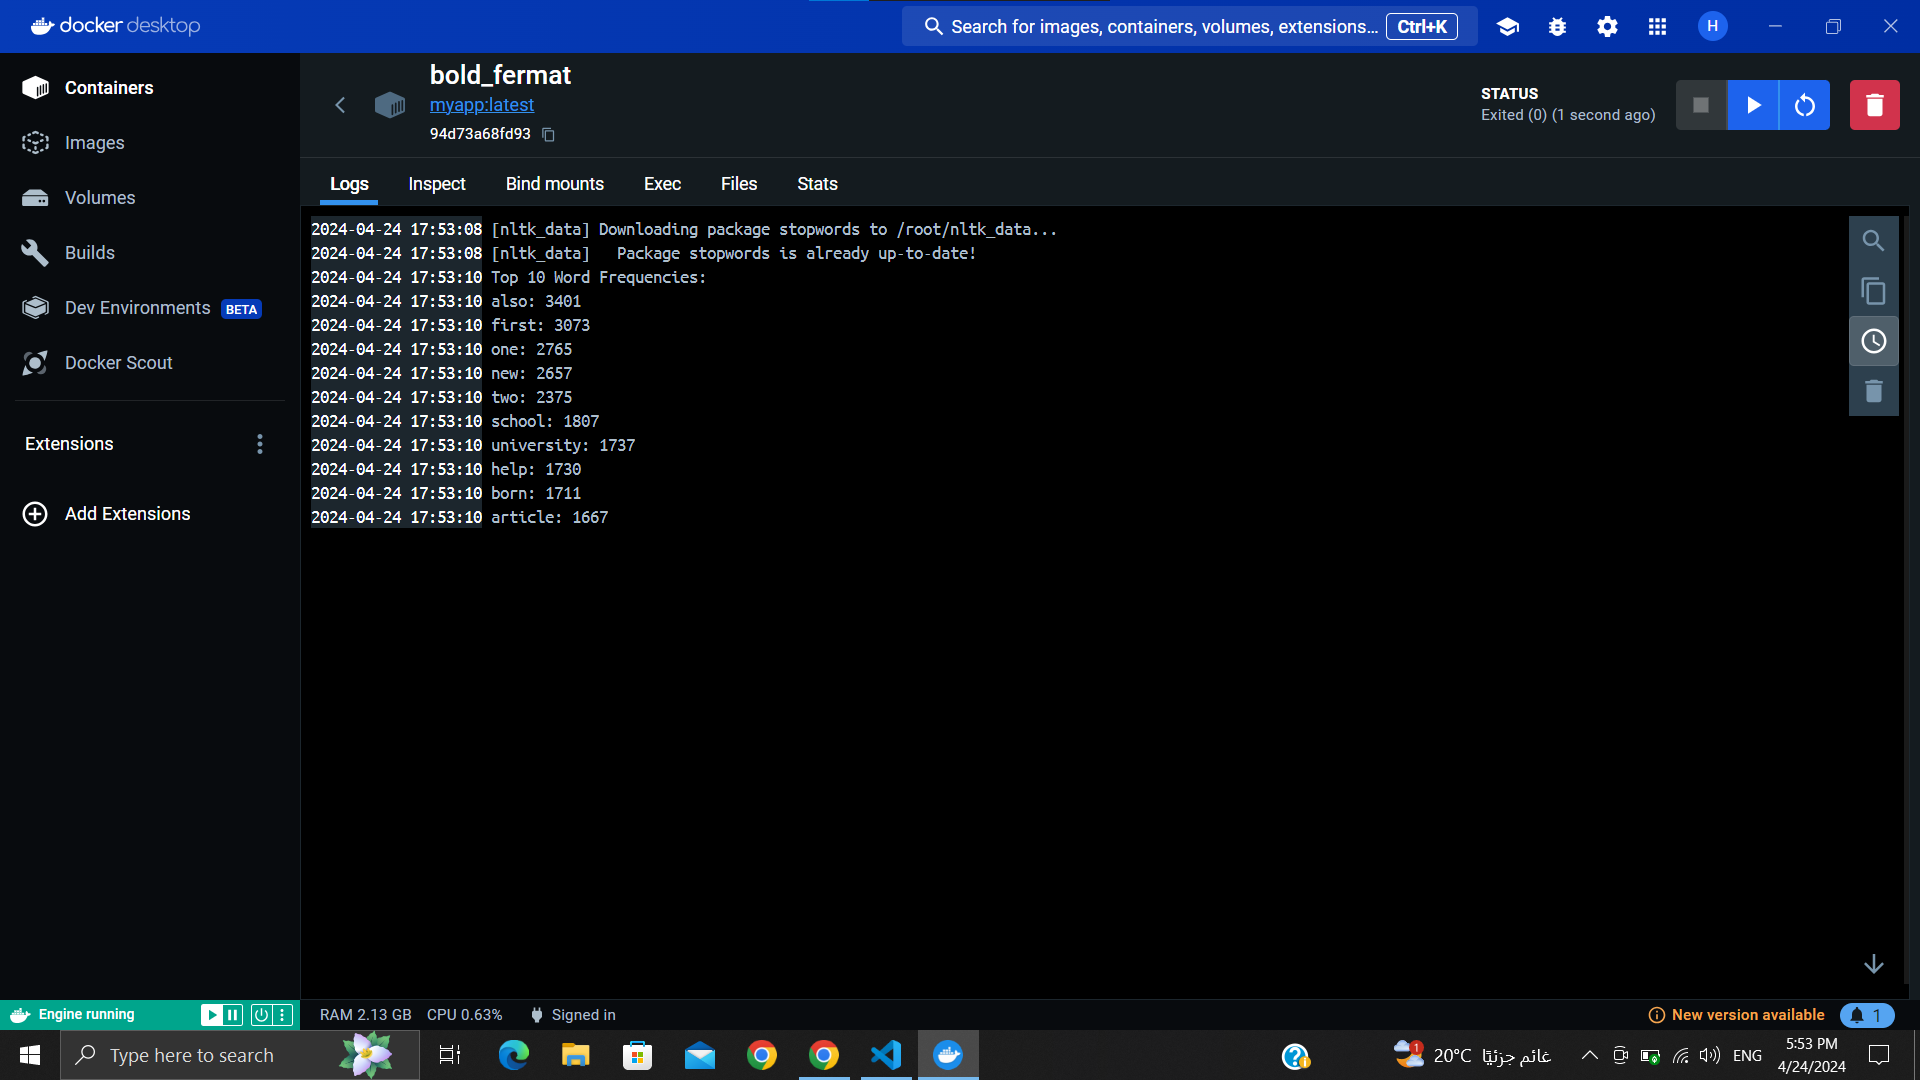 docker desktop
Search for images, containers, volumes, extensions... Ctrl+K
H
Containers
Images
Volumes
Builds
Dev Environments BETA
Docker Scout
Extensions
Add Extensions
bold_fermat
myapp:latest
94d73a68fd93
STATUS
Exited (0) (1 second ago)
Logs Inspect Bind mounts Exec Files Stats
2024-04-24 17:53:08 [nltk_data] Downloading package stopwords to /root/nltk_data...
2024-04-24 17:53:08 [nltk_data]   Package stopwords is already up-to-date!
2024-04-24 17:53:10 Top 10 Word Frequencies:
2024-04-24 17:53:10 also: 3401
2024-04-24 17:53:10 first: 3073
2024-04-24 17:53:10 one: 2765
2024-04-24 17:53:10 new: 2657
2024-04-24 17:53:10 two: 2375
2024-04-24 17:53:10 school: 1807
2024-04-24 17:53:10 university: 1737
2024-04-24 17:53:10 help: 1730
2024-04-24 17:53:10 born: 1711
2024-04-24 17:53:10 article: 1667
Engine running
RAM 2.13 GB CPU 0.63% Signed in
New version available 1
Type here to search
1
20°C غائم جزئيًا
ENG
5:53 PM
4/24/2024